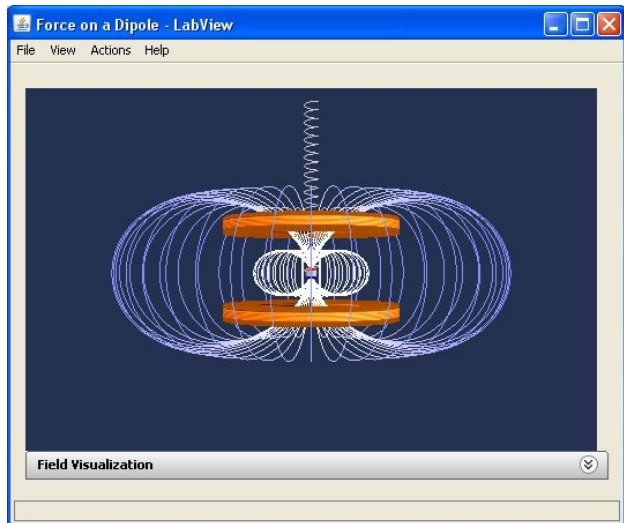 Force on a Dipole - LabView
File View Actions Help
Field Visualization